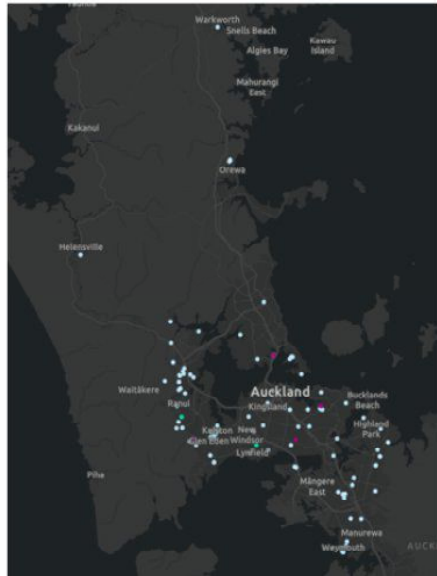 Warkworth
Snells Beach
Kawau
Island
Algies Bay
Mahurangi
East
Kakanui
Orewa
Helensville
Waitākere
Auckland
Kingsland
Bucklands
Beach
Ranui
Highland
Park
Kelston
New
Glen Eden
Windsor
Lynfield
Piha
Māngere
East
Manurewa
AUCK
Weymouth